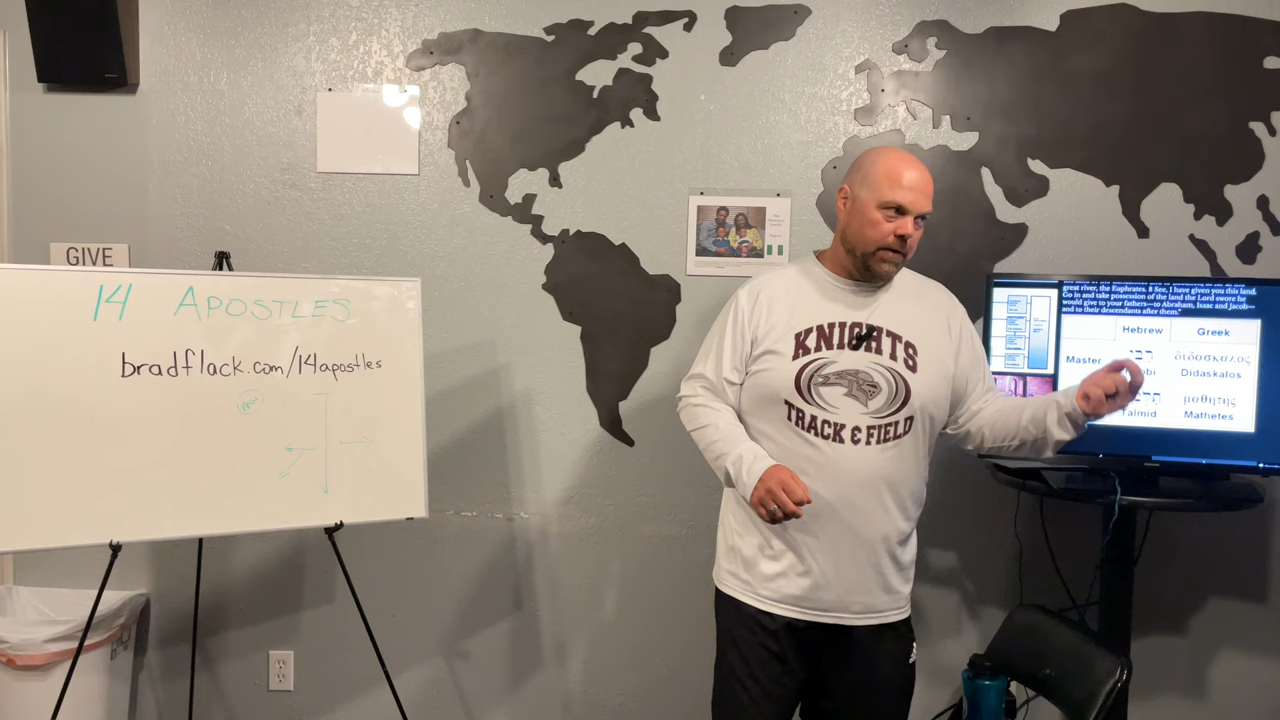 GIVE
14 APOSTLES
bradflack.com/14apostles
KNIGHTS
TRACK & FIELD
great river, the Euphrates. 8 See, I have given you this land.
Go in and take possession of the land the Lord swore he
would give to your fathers—to Abraham, Isaac and Jacob—
and to their descendants after them."
Hebrew Greek
Master διδασκαλος
Didaskalos
μαθητής
Talmid Mathetes